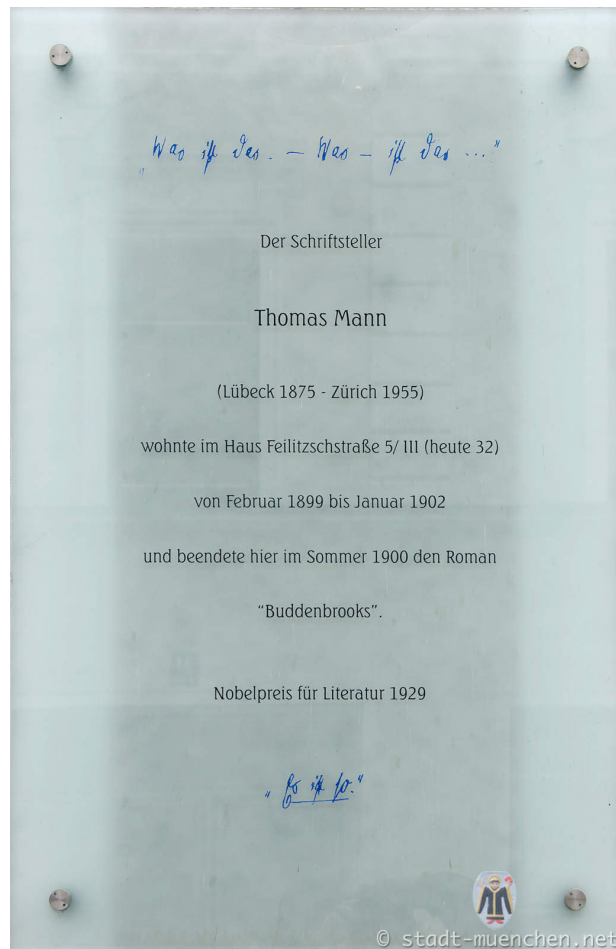 „Was ist das. – Was – ist das ..."
Der Schriftsteller
Thomas Mann
(Lübeck 1875 - Zürich 1955)
wohnte im Haus Feilitzschstraße 5/ III (heute 32)
von Februar 1899 bis Januar 1902
und beendete hier im Sommer 1900 den Roman
“Buddenbrooks”.
Nobelpreis für Literatur 1929
„Es ist so."
© stadt-muenchen.net